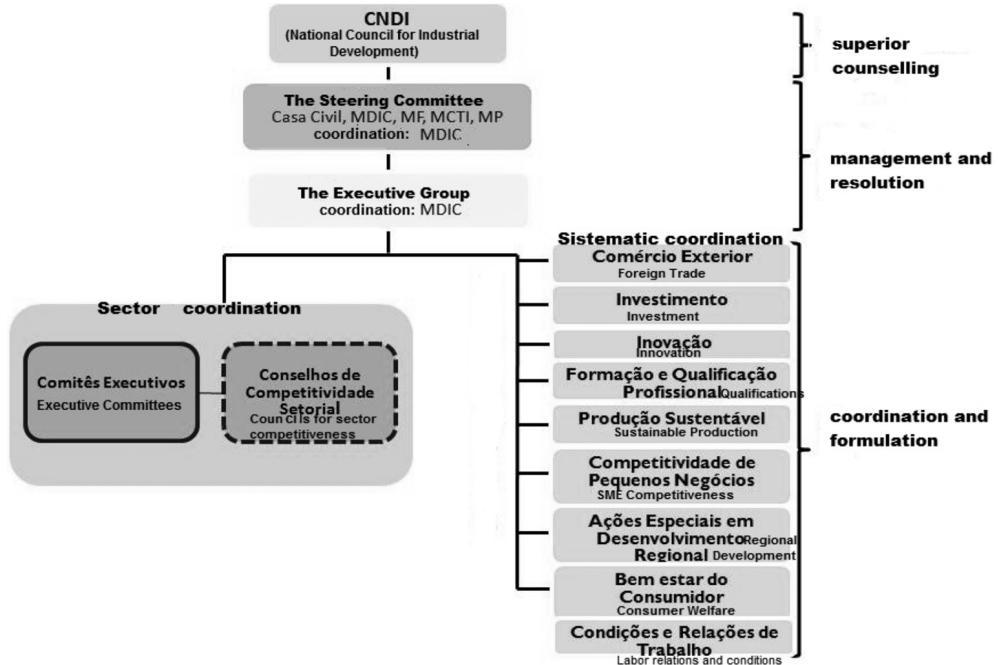 CNDI
(National Council for Industrial
Development)
superior
counselling
The Steering Committee
Casa Civil, MDIC, MF, MCTI, MP
coordination: MDIC
management and
resolution
The Executive Group
coordination: MDIC
Sector coordination
Comitês Executivos
Executive Committees
Conselhos de
Competitividade
Setorial
Councils for sector
competitiveness
Sistematic coordination
Comércio Exterior
Foreign Trade
Investimento
Investment
Inovação
Innovation
Formação e Qualificação
Profissional Qualifications
Produção Sustentável
Sustainable Production
Competitividade de
Pequenos Negócios
SME Competitiveness
Ações Especiais em
Desenvolvimento Regional
Regional Development
Bem estar do
Consumidor
Consumer Welfare
Condições e Relações de
Trabalho
Labor relations and conditions
coordination and
formulation